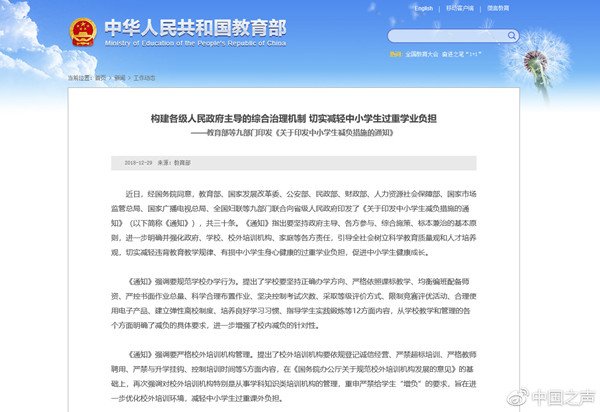 English | 移动客户端 | 国家教育
中华人民共和国教育部
Ministry of Education of the People's Republic of China
热词: 全国教育大会 奋进之笔 "1+1"
当前位置: 首页 > 新闻 > 工作动态
构建各级人民政府主导的综合治理机制 切实减轻中小学生过重学业负担
——教育部等九部门印发《关于印发中小学生减负措施的通知》
2018-12-29 来源: 教育部
近日，经国务院同意，教育部、国家发展改革委、公安部、民政部、财政部、人力资源社会保障部、国家市
场监管总局、国家广播电视总局、全国妇联等九部门联合向省级人民政府印发了《关于印发中小学生减负措施的通
知》（以下简称《通知》），共三十条。《通知》指出要坚持政府主导、各方参与、综合施策、标本兼治的基本原
则，进一步明确并强化政府、学校、校外培训机构、家庭等各方责任，引导全社会树立科学教育质量观和人才培养
观，切实减轻违背教育教学规律、有损中小学生身心健康的过重学业负担，促进中小学生健康成长。
《通知》强调要规范学校办学行为。提出了学校要坚持正确办学方向、严格依照课标教学、均衡编班配备师
资、严控书面作业总量、科学合理布置作业、坚决控制考试次数、采取等级评价方式、限制竞赛评优活动、合理使
用电子产品、建立弹性离校制度、培养良好学习习惯、指导学生实践锻炼等12方面内容，从学校教学和管理的各
个方面明确了减负的具体要求，进一步增强了校内减负的针对性。
《通知》强调要严格校外培训机构管理。提出了校外培训机构要依规登记诚信经营、严禁超标培训、严格教师
聘用、严禁与升学挂钩、控制培训时间等5方面内容，在《国务院办公厅关于规范校外培训机构发展的意见》的基
础上，再次强调对校外培训机构特别是从事学科知识类培训机构的管理，重申严禁给学生"增负"的要求，旨在进
一步优化校外培训环境，减轻中小学生过重课外负担。
@中国之声